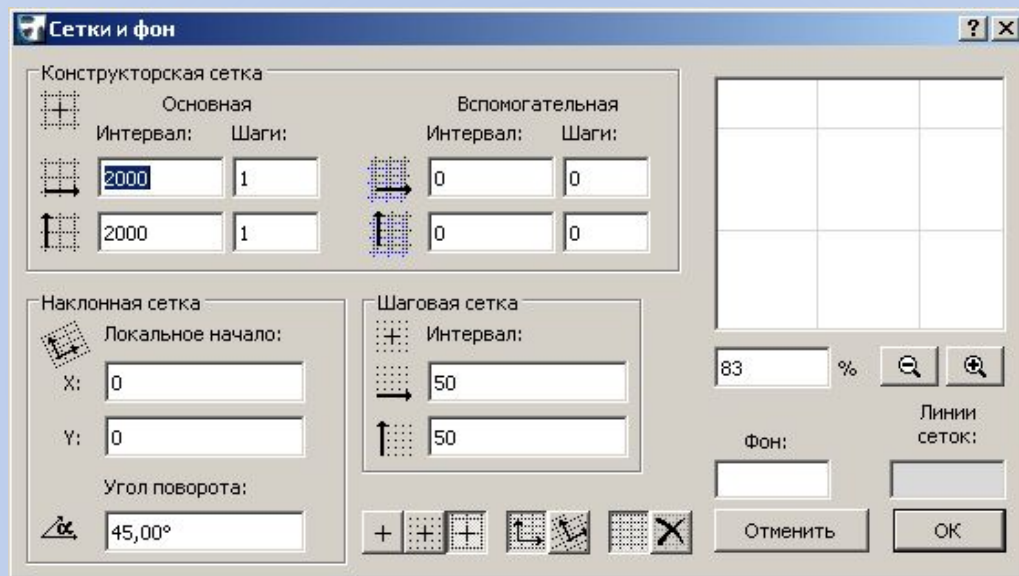 Сетки и фон
Конструкторская сетка
Основная
Вспомогательная
Интервал: Шаги:
Интервал: Шаги:
2000 1
0 0
2000 1
0 0
Наклонная сетка
Локальное начало:
X: 0
Y: 0
Угол поворота:
α 45,00°
Шаговая сетка
Интервал:
50
50
83 %
Фон:
Линии
сеток:
Отменить
OK